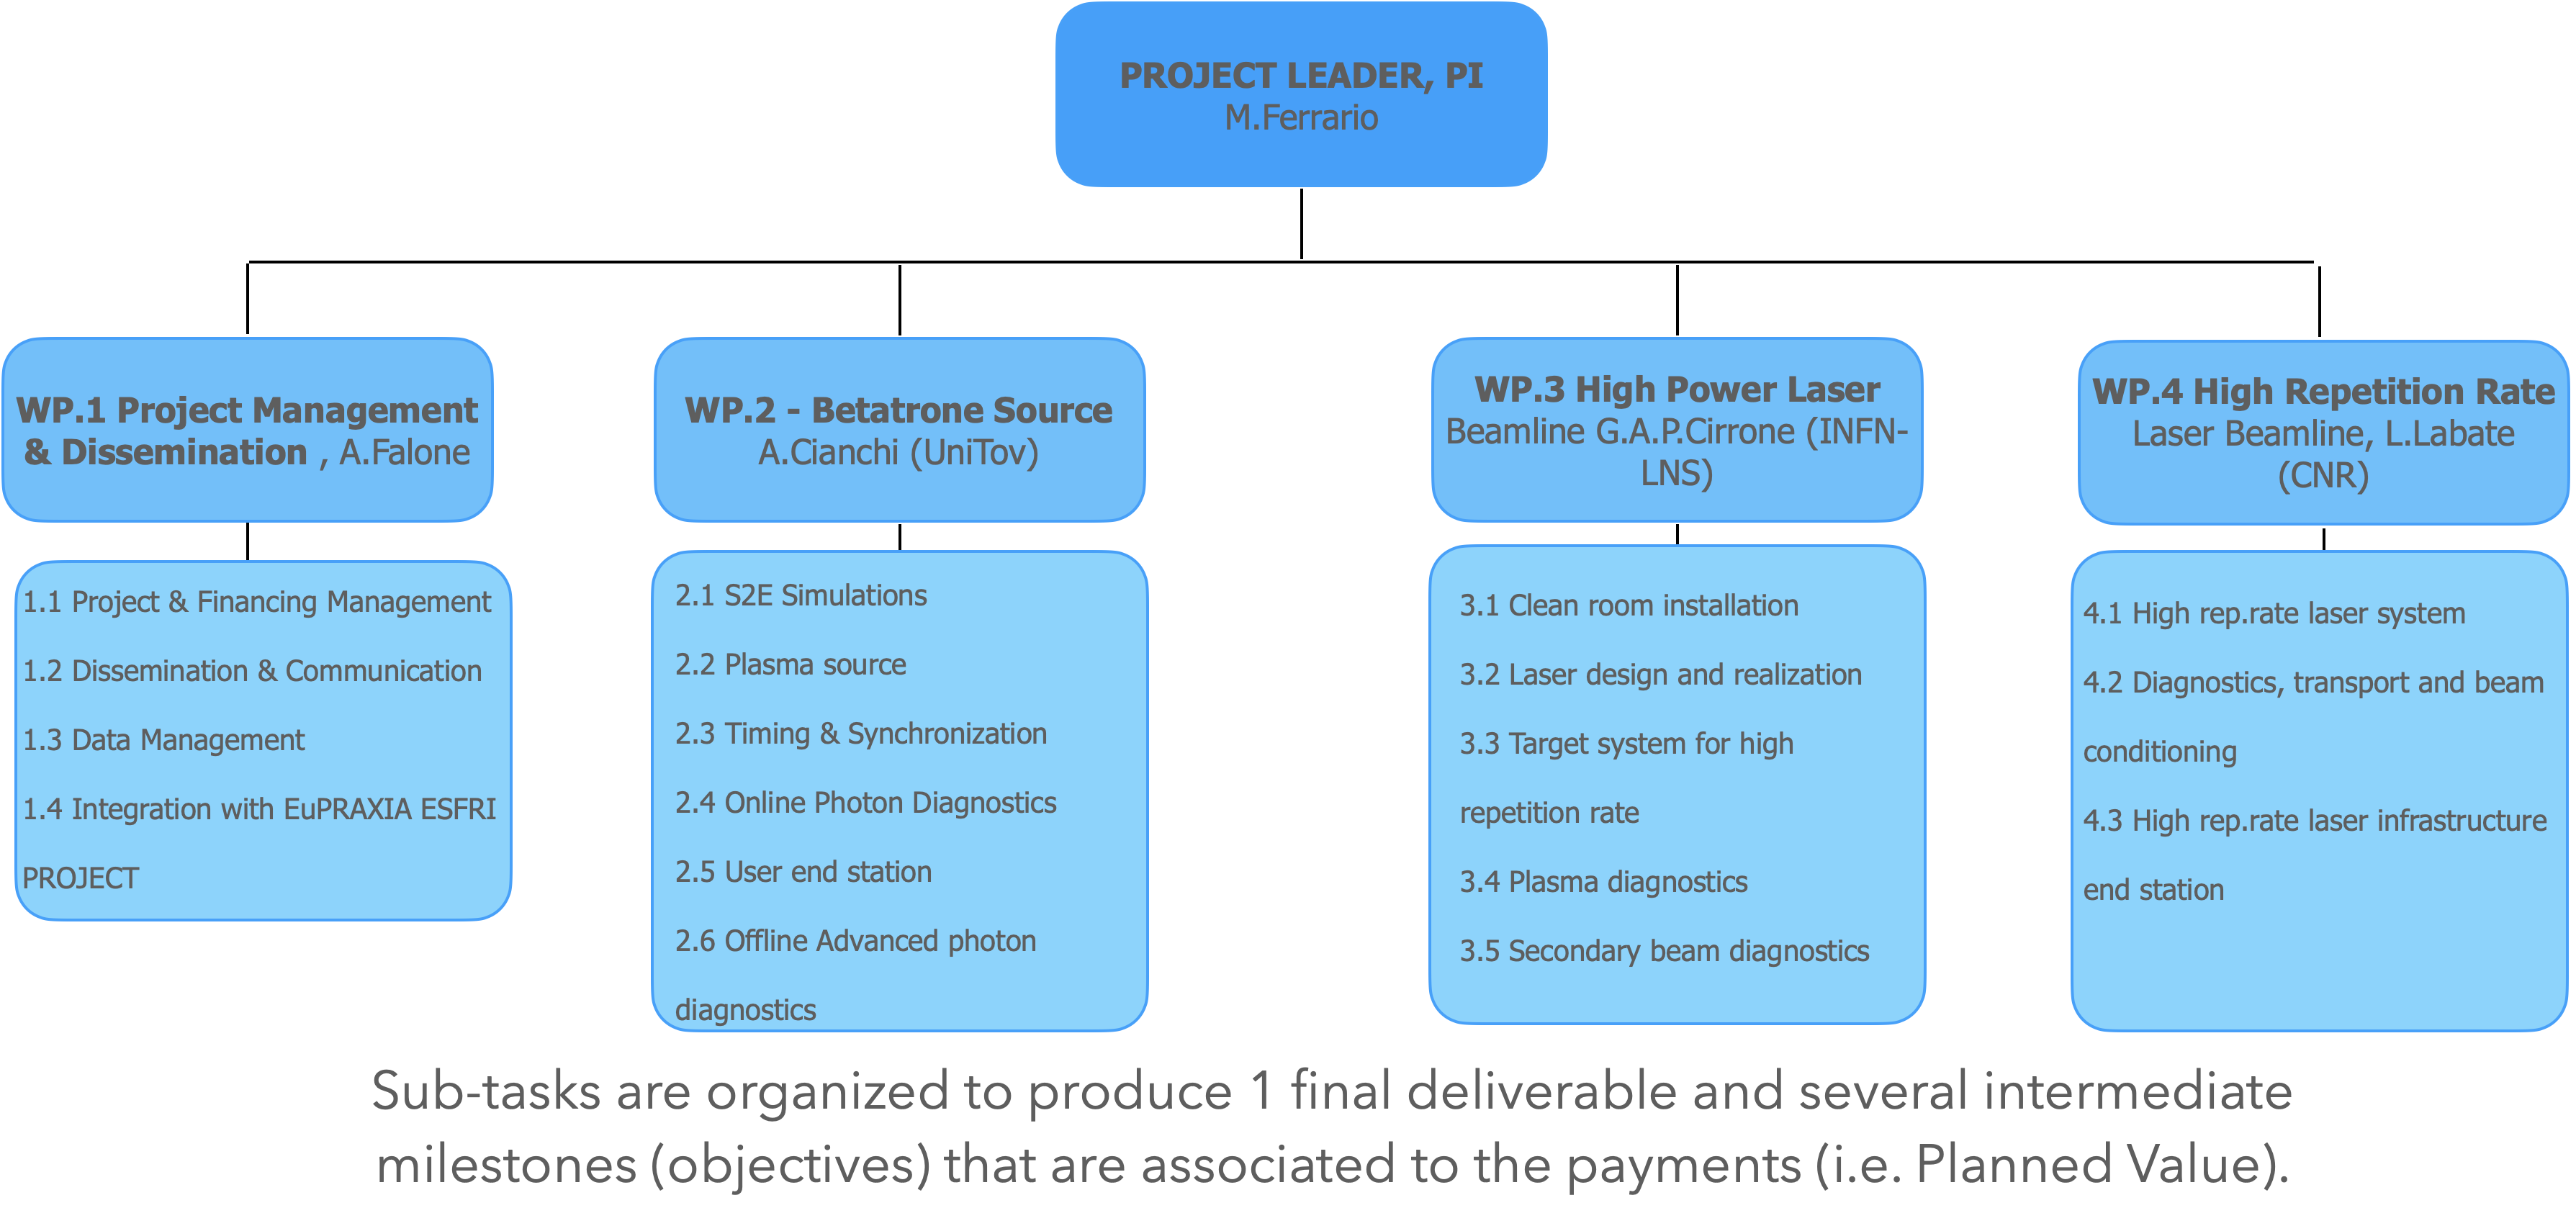 PROJECT LEADER, PI
M.Ferrario
WP.1 Project Management
& Dissemination , A.Falone
1.1 Project & Financing Management
1.2 Dissemination & Communication
1.3 Data Management
1.4 Integration with EuPRAXIA ESFRI
PROJECT
WP.2 - Betatrone Source
A.Cianchi (UniTov)
2.1 S2E Simulations
2.2 Plasma source
2.3 Timing & Synchronization
2.4 Online Photon Diagnostics
2.5 User end station
2.6 Offline Advanced photon
diagnostics
WP.3 High Power Laser
Beamline G.A.P.Cirrone (INFN-
LNS)
3.1 Clean room installation
3.2 Laser design and realization
3.3 Target system for high
repetition rate
3.4 Plasma diagnostics
3.5 Secondary beam diagnostics
WP.4 High Repetition Rate
Laser Beamline, L.Labate
(CNR)
4.1 High rep.rate laser system
4.2 Diagnostics, transport and beam
conditioning
4.3 High rep.rate laser infrastructure
end station
Sub-tasks are organized to produce 1 final deliverable and several intermediate
milestones (objectives) that are associated to the payments (i.e. Planned Value).